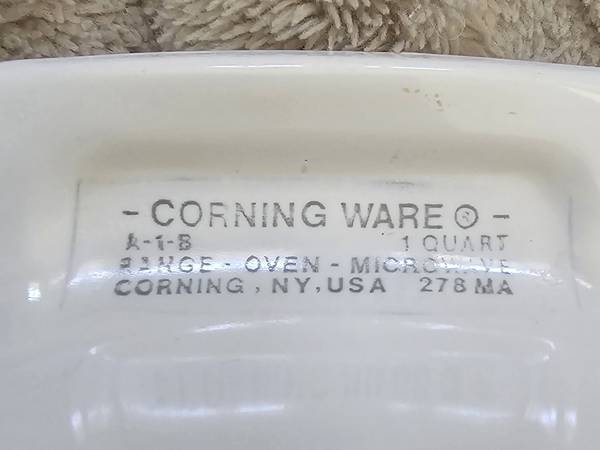 - CORNING WARE ® -
A-1-B 1 QUART
RANGE - OVEN - MICROWAVE
CORNING, NY, USA 278 MA